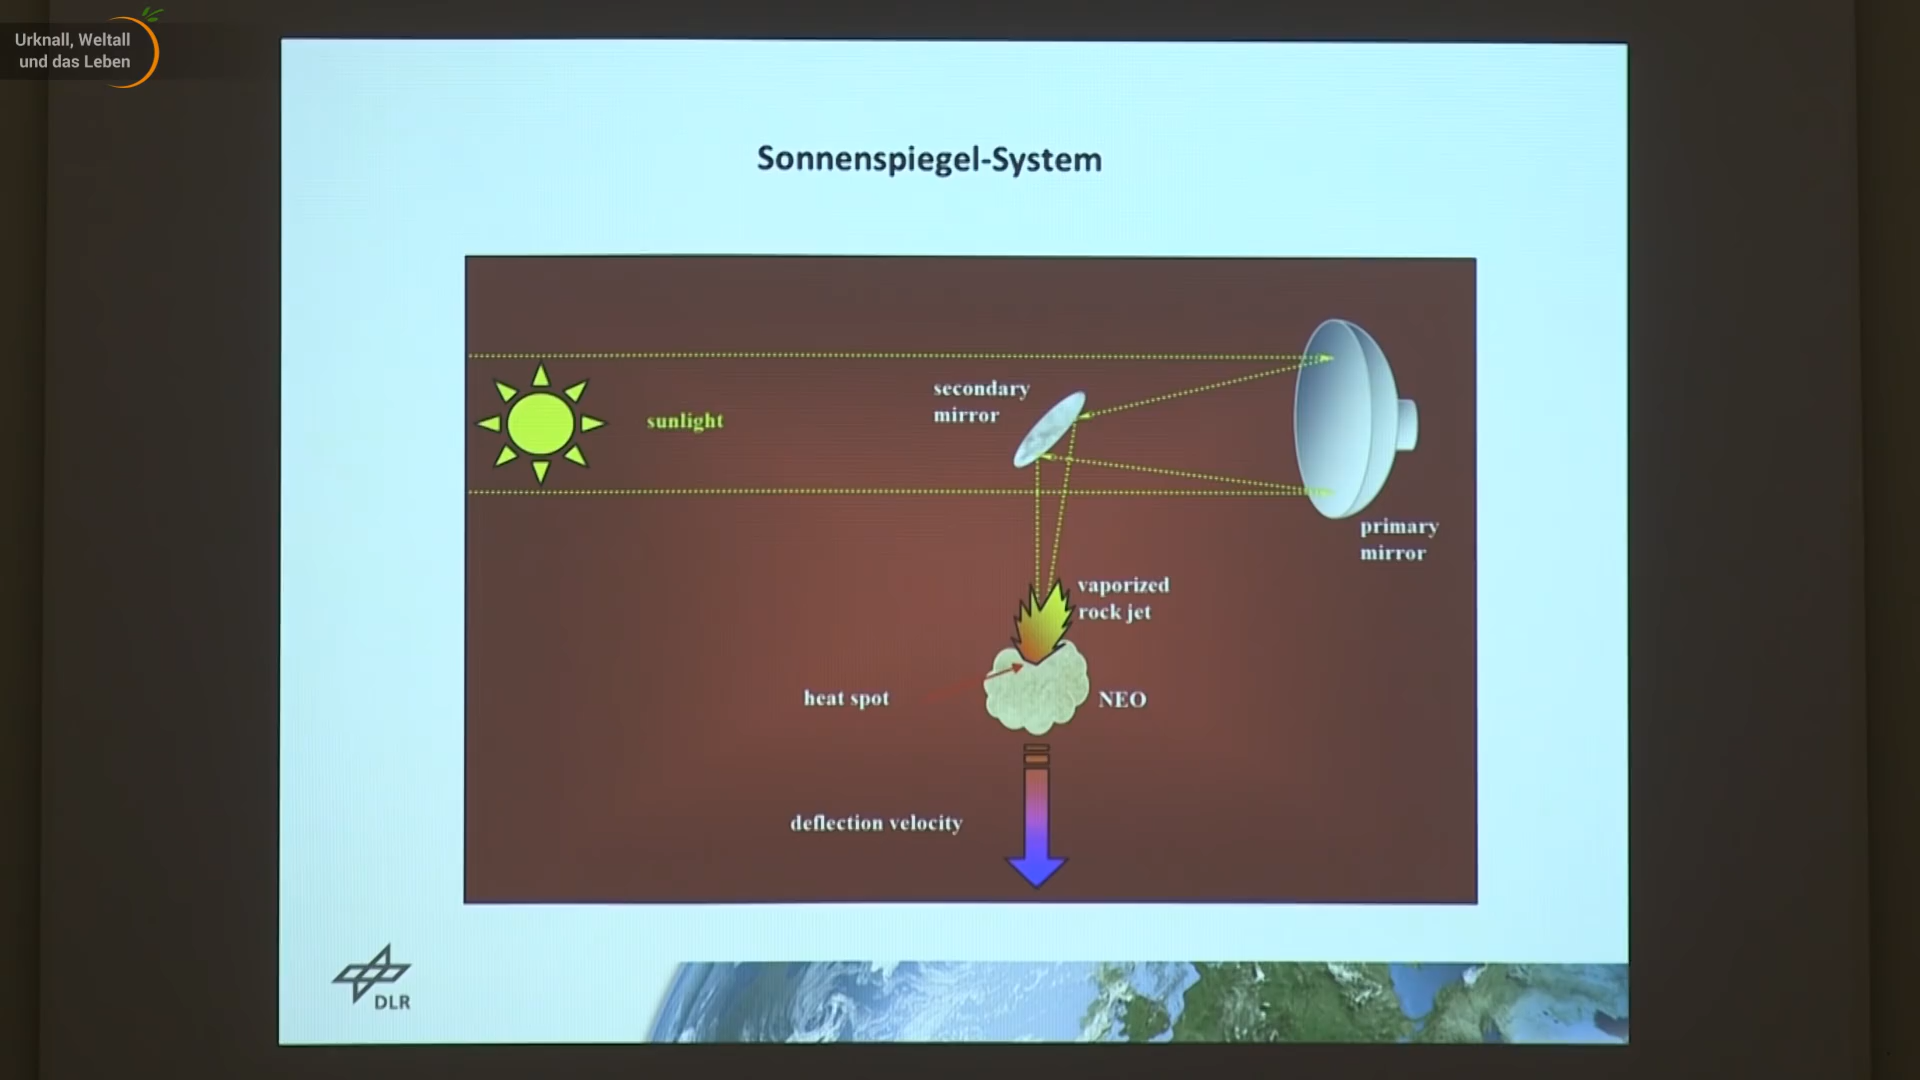 Urknall, Weltall
und das Leben
Sonnenspiegel-System
sunlight
secondary
mirror
primary
mirror
vaporized
rock jet
heat spot
NEO
deflection velocity
DLR